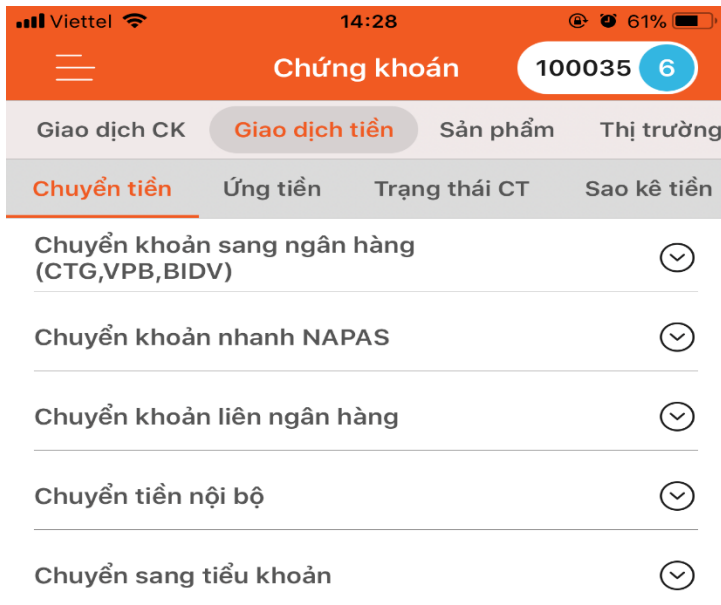 Viettel 14:28 61%
Chứng khoán 100035 6
Giao dịch CK Giao dịch tiền Sản phẩm Thị trường
Chuyển tiền Ứng tiền Trạng thái CT Sao kê tiền
Chuyển khoản sang ngân hàng
(CTG,VPB,BIDV)
Chuyển khoản nhanh NAPAS
Chuyển khoản liên ngân hàng
Chuyển tiền nội bộ
Chuyển sang tiểu khoản